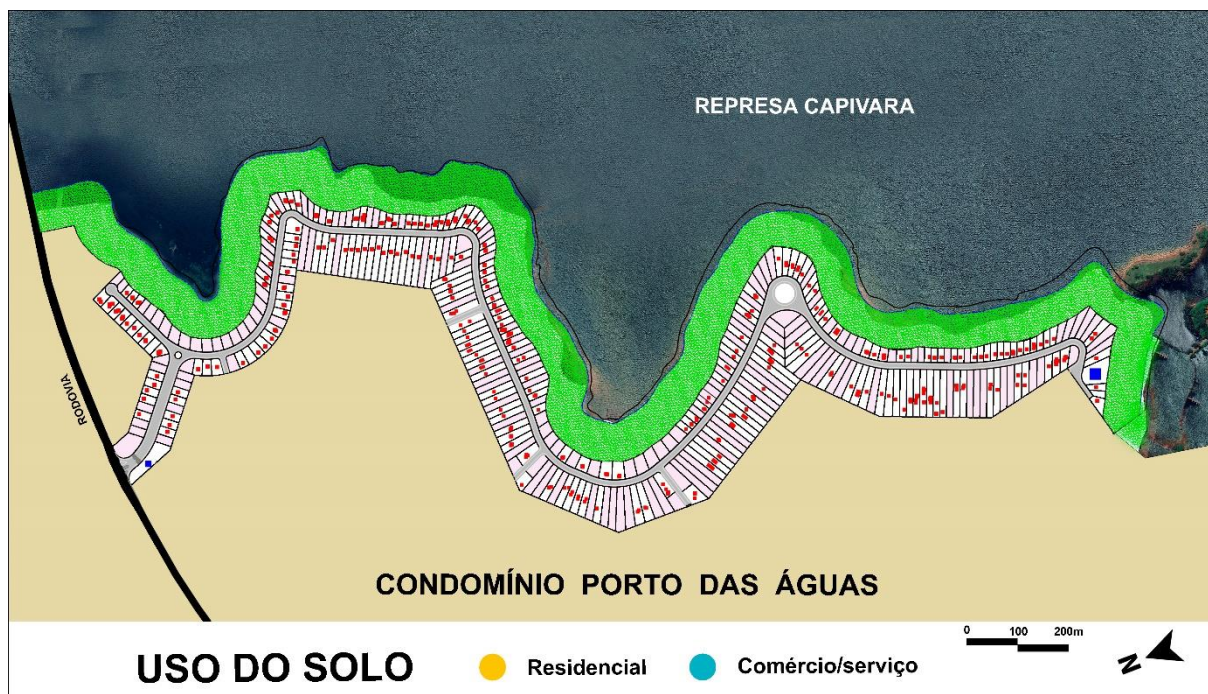 REPRESA CAPIVARA
RODOVIA
CONDOMÍNIO PORTO DAS ÁGUAS
0 100 200m
USO DO SOLO
Residencial
Comércio/serviço
N